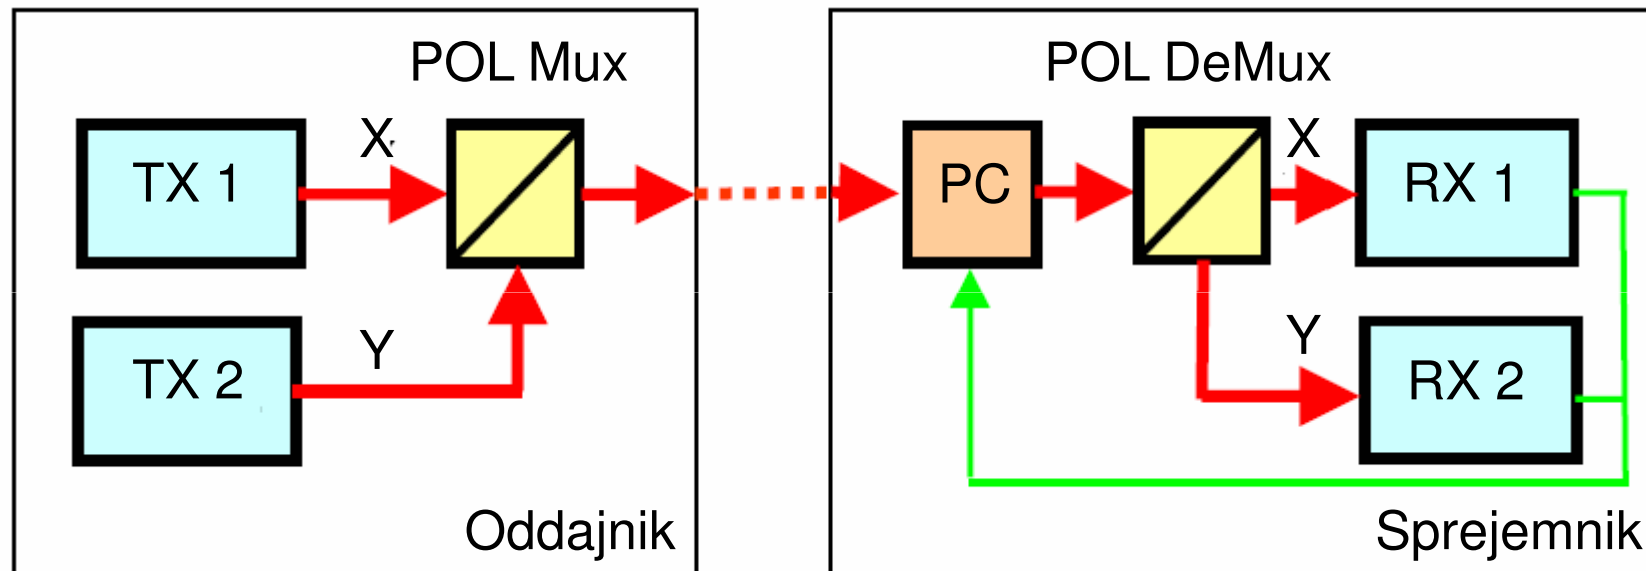 POL Mux
TX 1
X
TX 2
Y
Oddajnik
POL DeMux
PC
X
RX 1
Y
RX 2
Sprejemnik